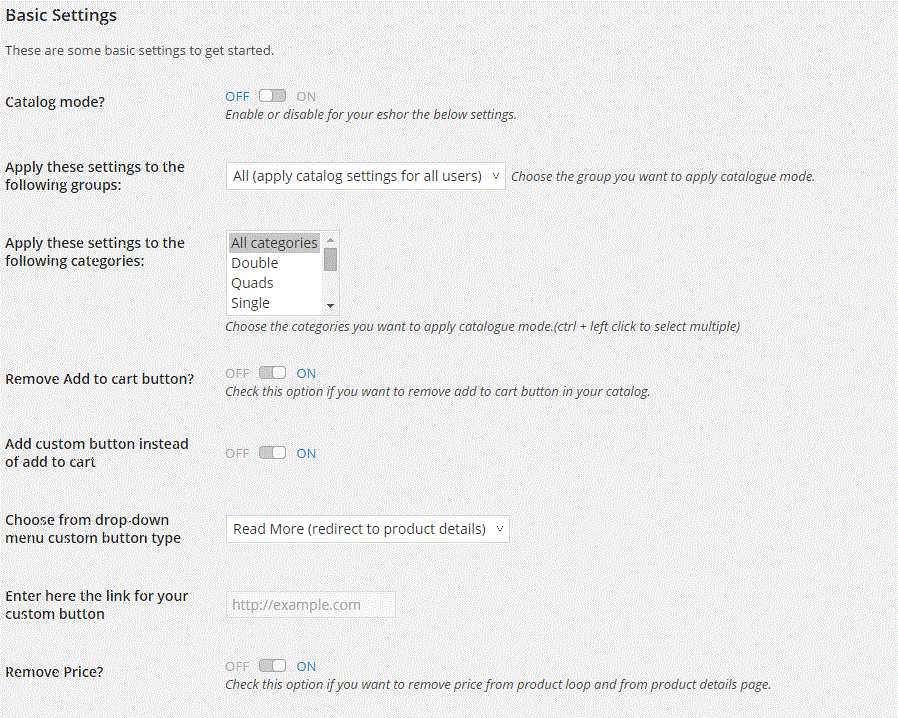 Basic Settings
These are some basic settings to get started.
Catalog mode?
OFF ON
Enable or disable for your eshor the below settings.
Apply these settings to the
following groups:
All (apply catalog settings for all users)
Choose the group you want to apply catalogue mode.
Apply these settings to the
following categories:
All categories
Double
Quads
Single
Choose the categories you want to apply catalogue mode.(ctrl + left click to select multiple)
Remove Add to cart button?
OFF ON
Check this option if you want to remove add to cart button in your catalog.
Add custom button instead
of add to cart
OFF ON
Choose from drop-down
menu custom button type
Read More (redirect to product details)
Enter here the link for your
custom button
http://example.com
Remove Price?
OFF ON
Check this option if you want to remove price from product loop and from product details page.